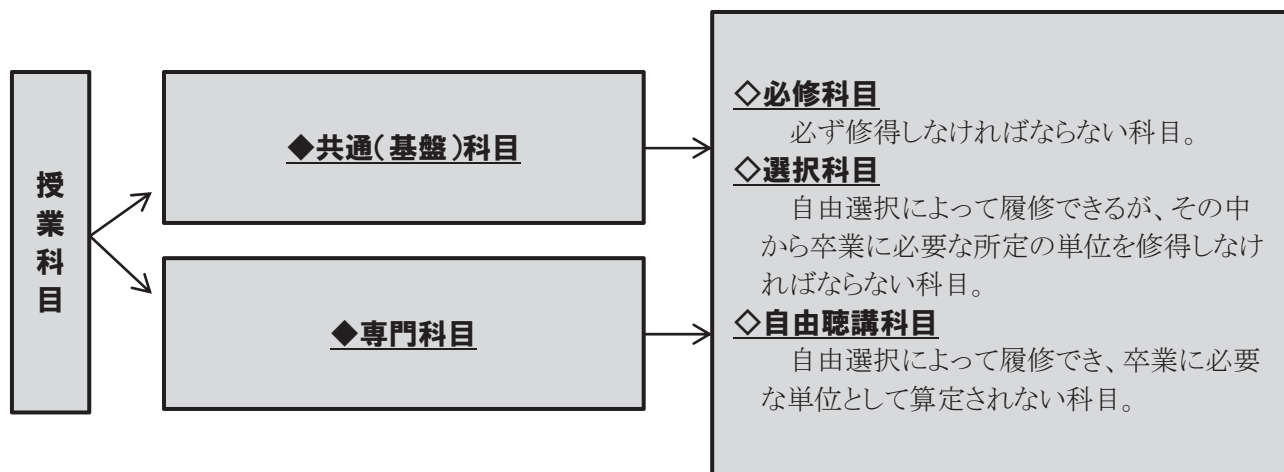 授業科目
◆共通(基盤)科目
◆専門科目
◇必修科目
必ず修得しなければならない科目。
◇選択科目
自由選択によって履修できるが、その中
から卒業に必要な所定の単位を修得しなけ
ればならない科目。
◇自由聴講科目
自由選択によって履修でき、卒業に必要
な単位として算定されない科目。